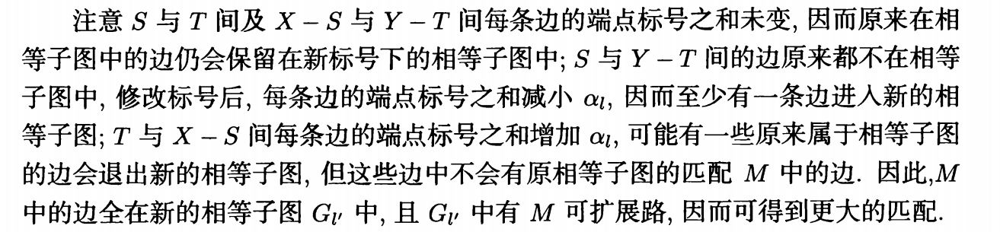 注意 S 与 T 间及 X − S 与 Y − T 间每条边的端点标号之和未变, 因而原来在相
等子图中的边仍会保留在新标号下的相等子图中; S 与 Y − T 间的边原来都不在相等
子图中, 修改标号后, 每条边的端点标号之和减小 αₗ, 因而至少有一条边进入新的相
等子图; T 与 X − S 间每条边的端点标号之和增加 αₗ, 可能有一些原来属于相等子图
的边会退出新的相等子图, 但这些边中不会有原相等子图的匹配 M 中的边. 因此,M
中的边全在新的相等子图 Gₗ′ 中, 且 Gₗ′ 中有 M 可扩展路, 因而可得到更大的匹配.